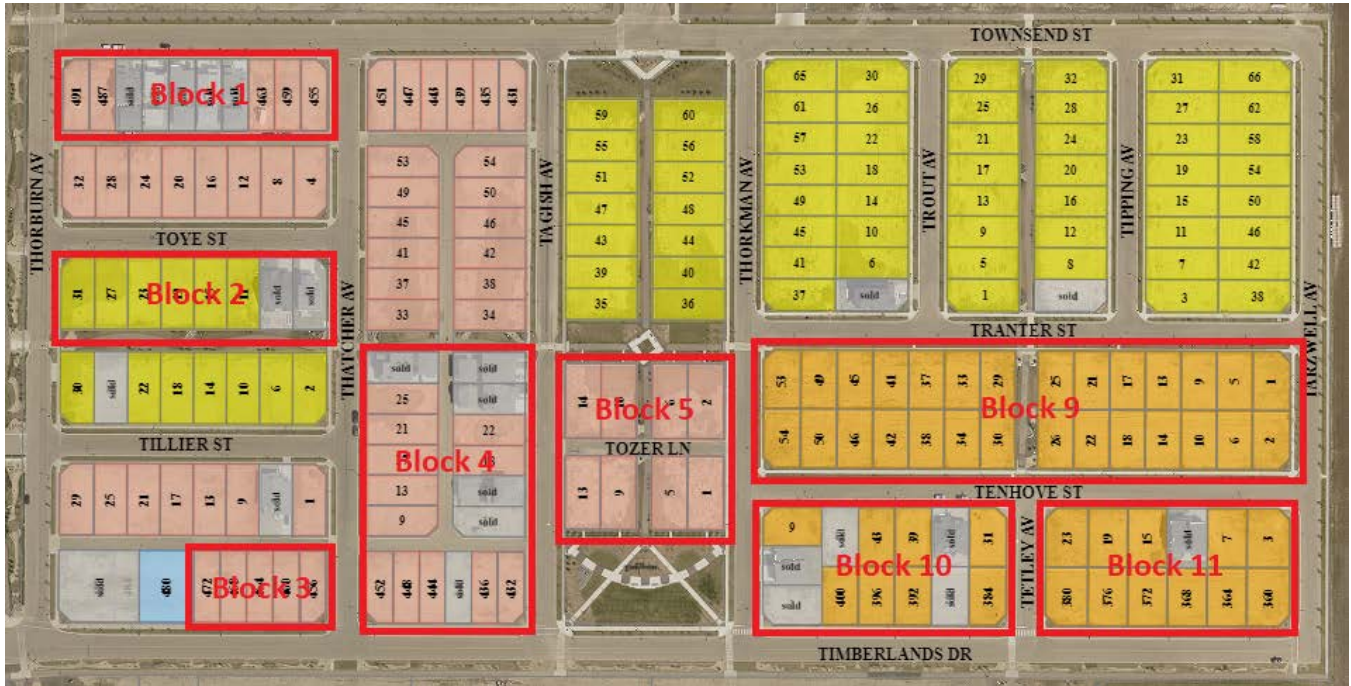 TOWNSEND ST
491 487 sold Block 1 463 459 455
451 447 443 439 435 431
59 60
55 56
51 52
47 48
43 44
39 40
35 36
65 30
61 26
57 22
53 18
49 14
45 10
41 6
37 sold
29 32
25 28
21 24
17 20
13 16
9 12
5 8
1 sold
31 66
27 62
23 58
19 54
15 50
11 46
7 42
3 38
THORBURN AV
32 28 24 20 16 12 8 4
53 54
49 50
45 46
41 42
37 38
33 34
TAGISH AV
THORKMAN AV
TROUT AV
TIPPING AV
TOYE ST
31 27 Block 2 sold sold
THATCHER AV
TRANTER ST
TARZWELL AV
30 sold 22 18 14 10 6 2
TILLIER ST
sold sold
25 sold
21 22
Block 4
13 sold
9 sold
14 Block 5 2
TOZER LN
13 9 5 1
53 49 45 41 37 33 29 25 21 17 13 9 5 1
Block 9
54 50 46 42 38 34 30 26 22 18 14 10 6 2
TENHOVE ST
29 25 21 17 13 9 sold 1
sold 480 472 Block 3
452 448 444 sold 436 432
9 sold 43 39 sold 31
sold Block 10
sold 400 396 392 sold 384
TETLEY AV
23 19 15 sold 7 3
Block 11
380 376 372 368 364 360
TIMBERLANDS DR